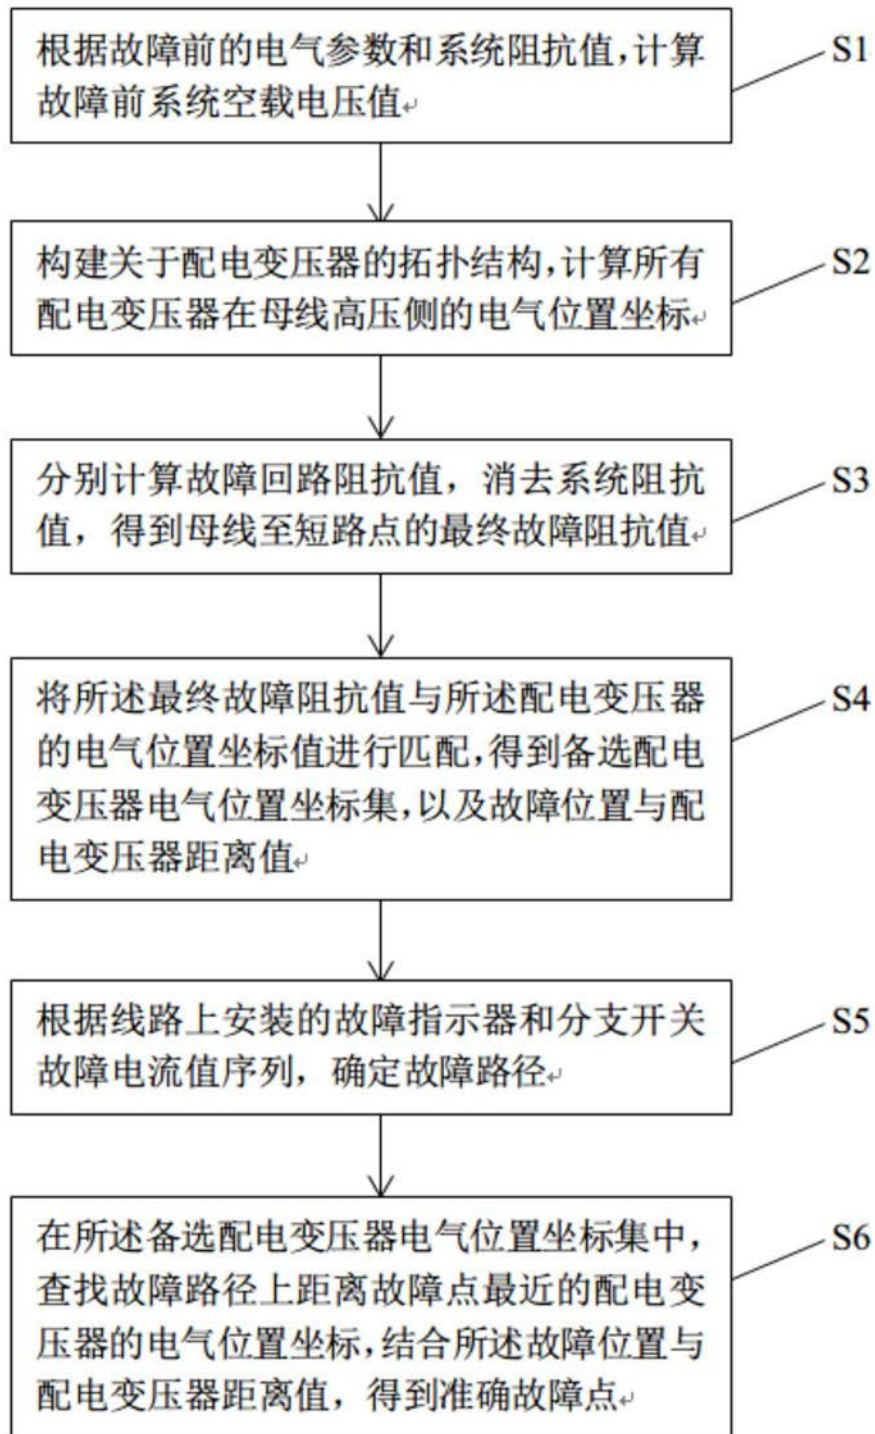 根据故障前的电气参数和系统阻抗值,计算
故障前系统空载电压值
S1
构建关于配电变压器的拓扑结构,计算所有
配电变压器在母线高压侧的电气位置坐标
S2
分别计算故障回路阻抗值，消去系统阻抗
值，得到母线至短路点的最终故障阻抗值
S3
将所述最终故障阻抗值与所述配电变压器
的电气位置坐标值进行匹配,得到备选配电
变压器电气位置坐标集,以及故障位置与配
电变压器距离值
S4
根据线路上安装的故障指示器和分支开关
故障电流值序列，确定故障路径
S5
在所述备选配电变压器电气位置坐标集中，
查找故障路径上距离故障点最近的配电变
压器的电气位置坐标,结合所述故障位置与
配电变压器距离值，得到准确故障点
S6